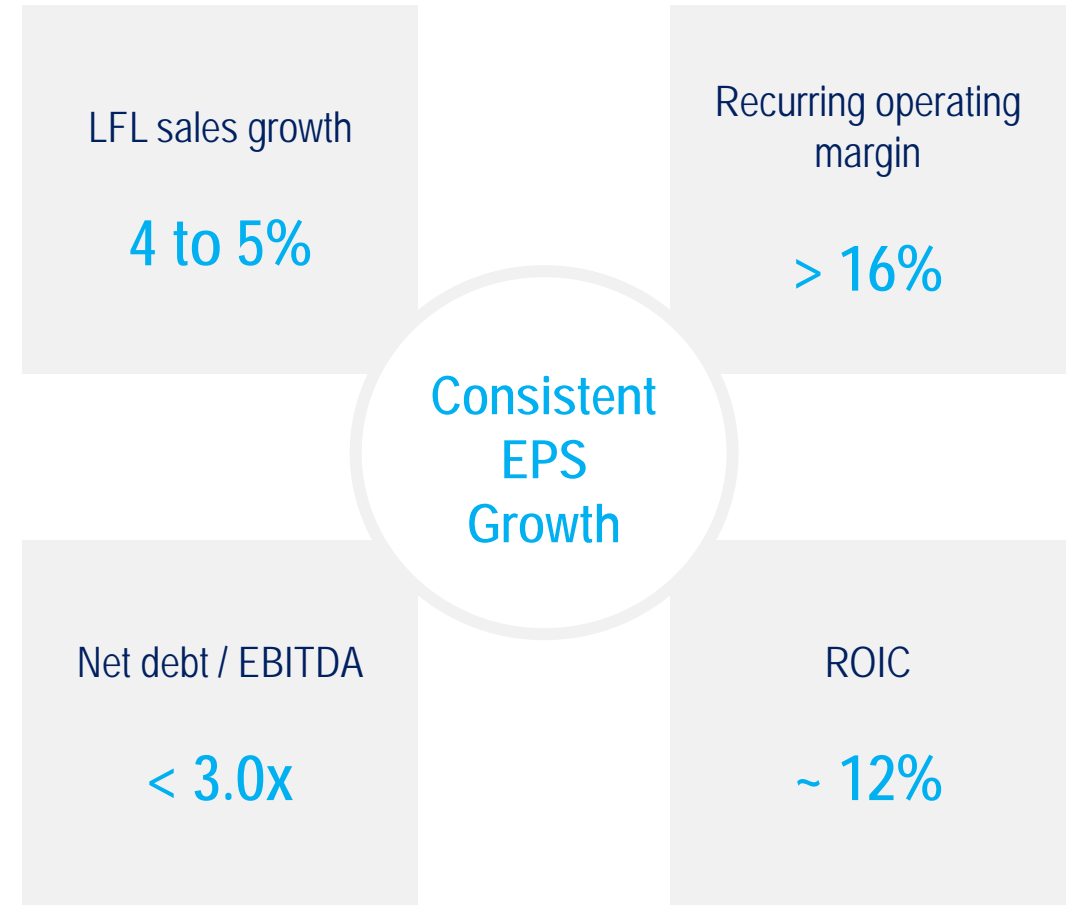 LFL sales growth
4 to 5%
Recurring operating
margin
> 16%
Consistent
EPS
Growth
Net debt / EBITDA
< 3.0x
ROIC
~ 12%